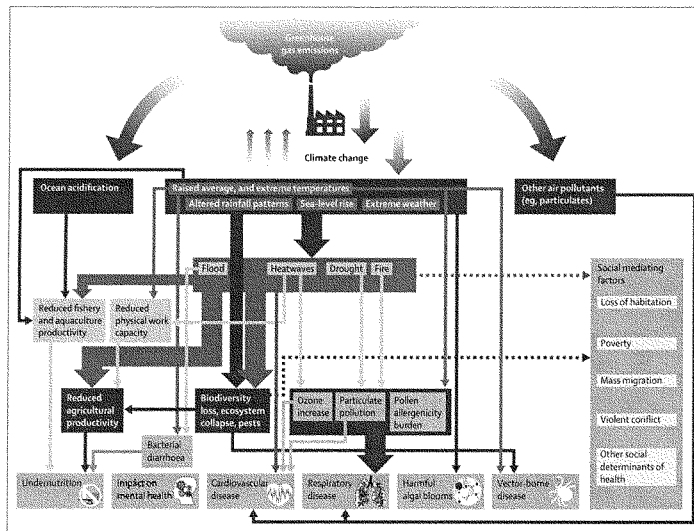 Greenhouse
gas emissions
Climate change
Ocean acidification
Raised average, and extreme temperatures
Altered rainfall patterns
Sea-level rise
Extreme weather
Other air pollutants
(eg, particulates)
Flood
Heatwaves
Drought
Fire
Social mediating
factors
Loss of habitation
Poverty
Mass migration
Violent conflict
Other social
determinants of
health
Reduced fishery
and aquaculture
productivity
Reduced
physical work
capacity
Reduced
agricultural
productivity
Biodiversity
loss, ecosystem
collapse, pests
Ozone
increase
Particulate
pollution
Pollen
allergenicity
burden
Bacterial
diarrhoea
Undernutrition
Impact on
mental health
Cardiovascular
disease
Respiratory
disease
Harmful
algal blooms
Vector-borne
disease